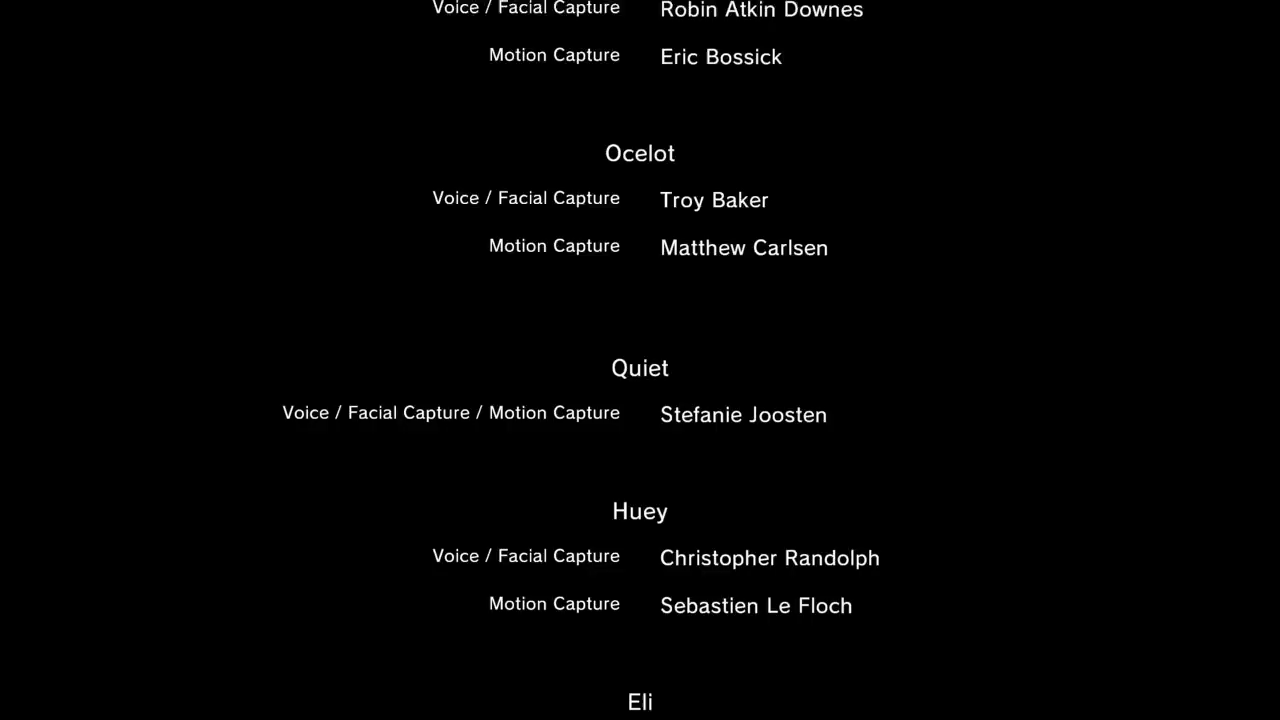 Voice / Facial Capture Robin Atkin Downes
Motion Capture Eric Bossick
Ocelot
Voice / Facial Capture Troy Baker
Motion Capture Matthew Carlsen
Quiet
Voice / Facial Capture / Motion Capture Stefanie Joosten
Huey
Voice / Facial Capture Christopher Randolph
Motion Capture Sebastien Le Floch
Eli